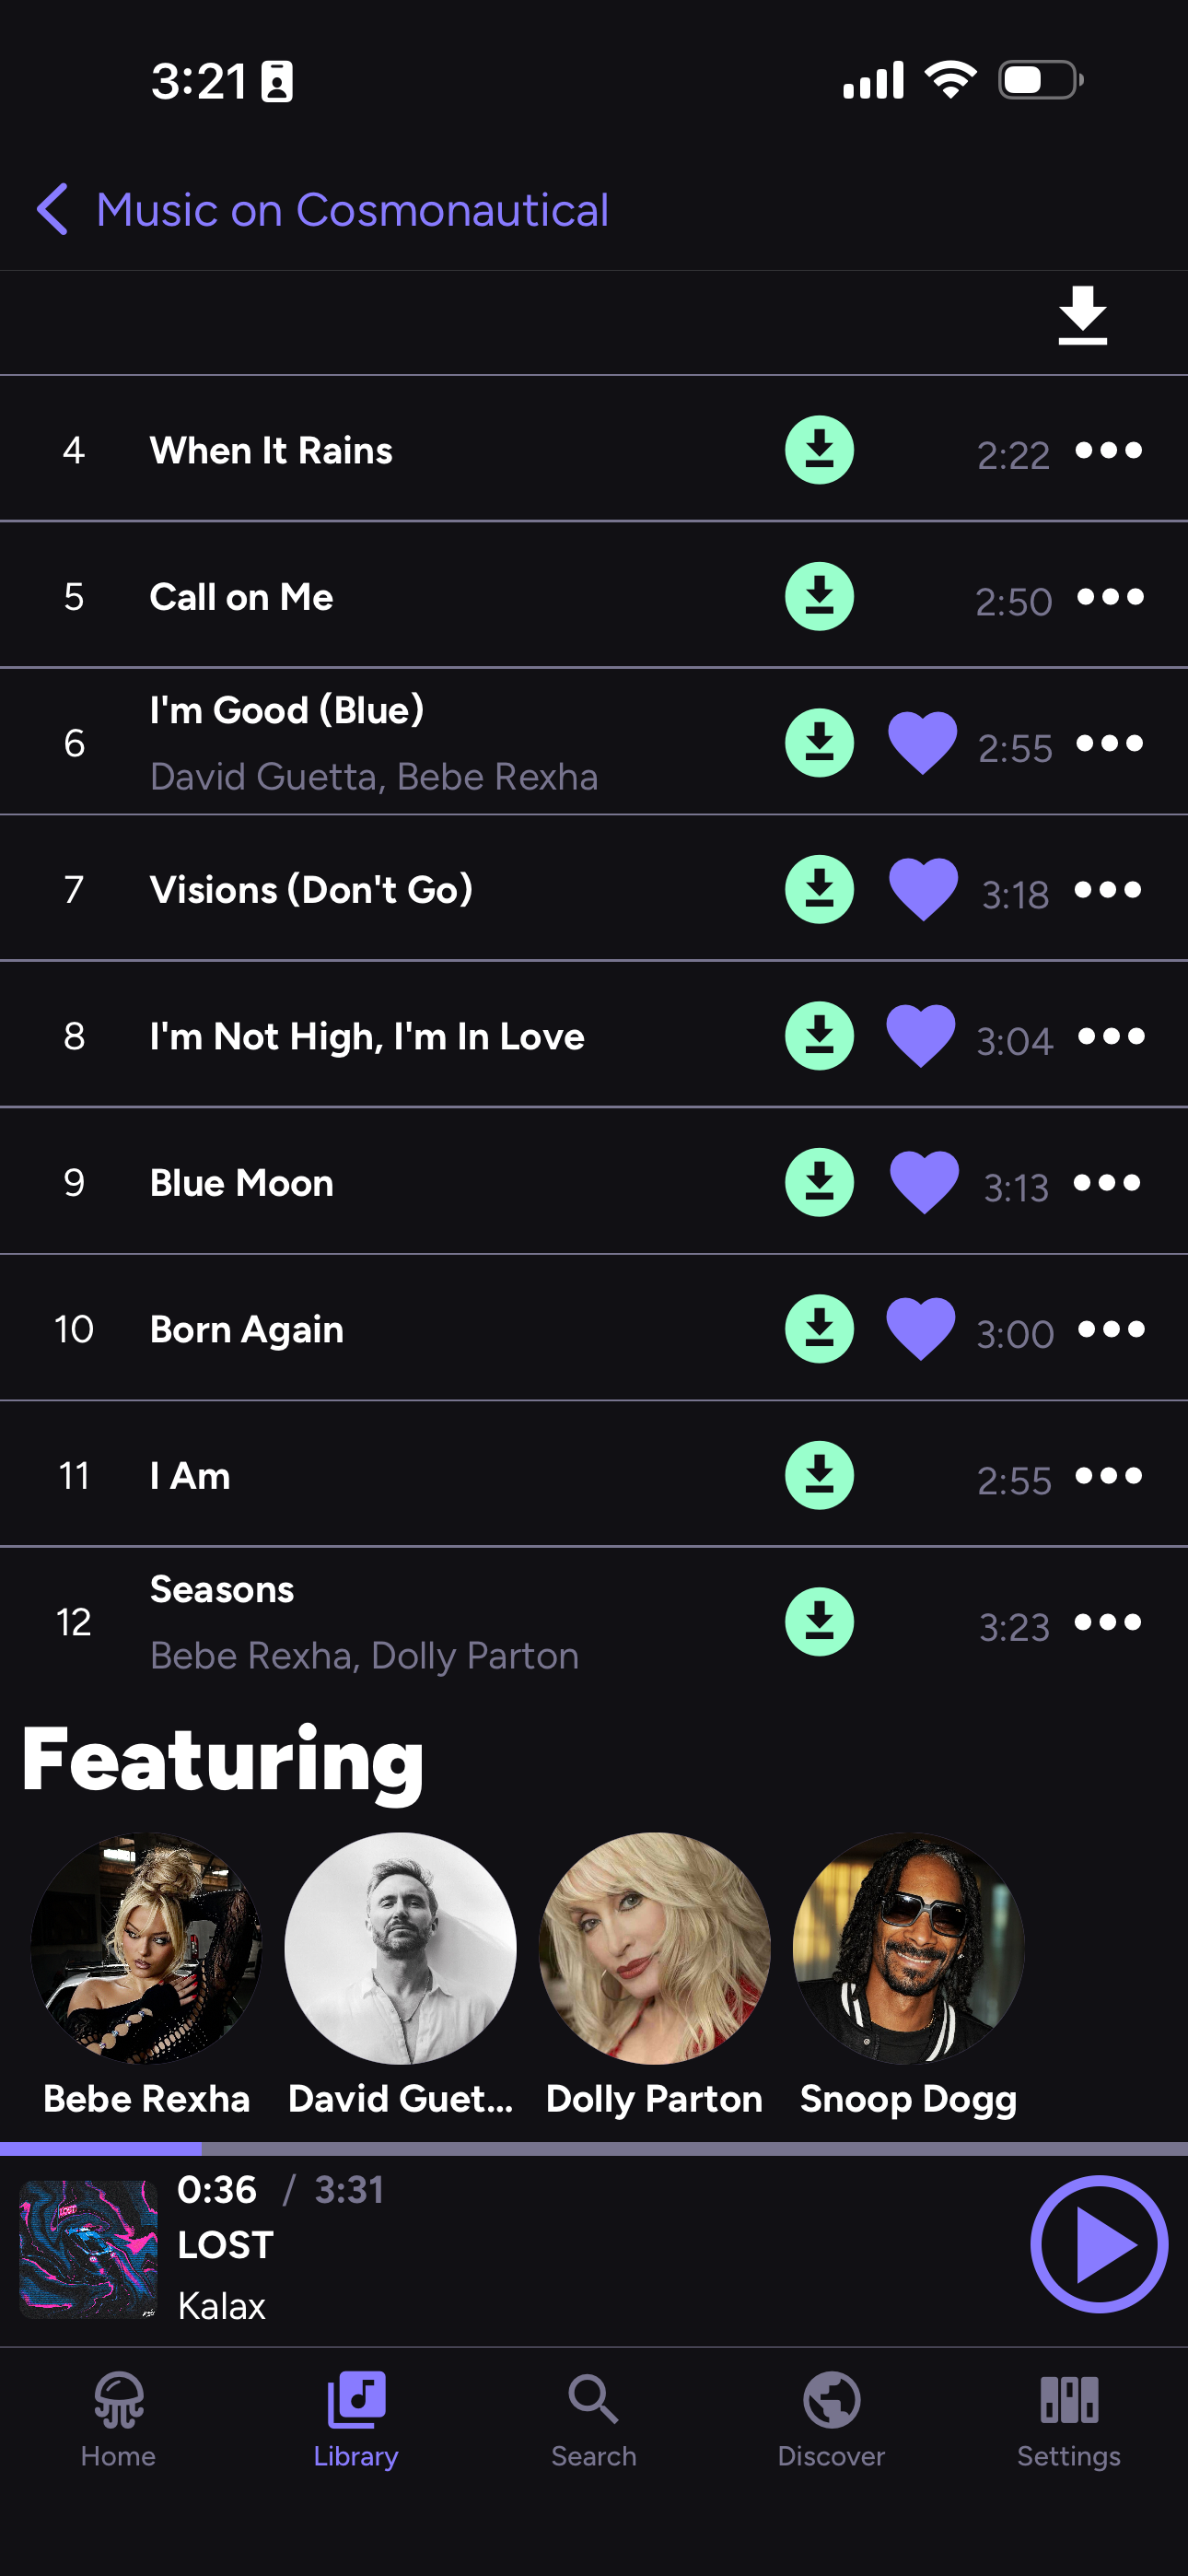 3:21
Music on Cosmonautical
4 When It Rains 2:22
5 Call on Me 2:50
6 I'm Good (Blue) 2:55
David Guetta, Bebe Rexha
7 Visions (Don't Go) 3:18
8 I'm Not High, I'm In Love 3:04
9 Blue Moon 3:13
10 Born Again 3:00
11 I Am 2:55
12 Seasons 3:23
Bebe Rexha, Dolly Parton
Featuring
Bebe Rexha David Guet... Dolly Parton Snoop Dogg
0:36 / 3:31
LOST
LOST
Kalax
Home Library Search Discover Settings